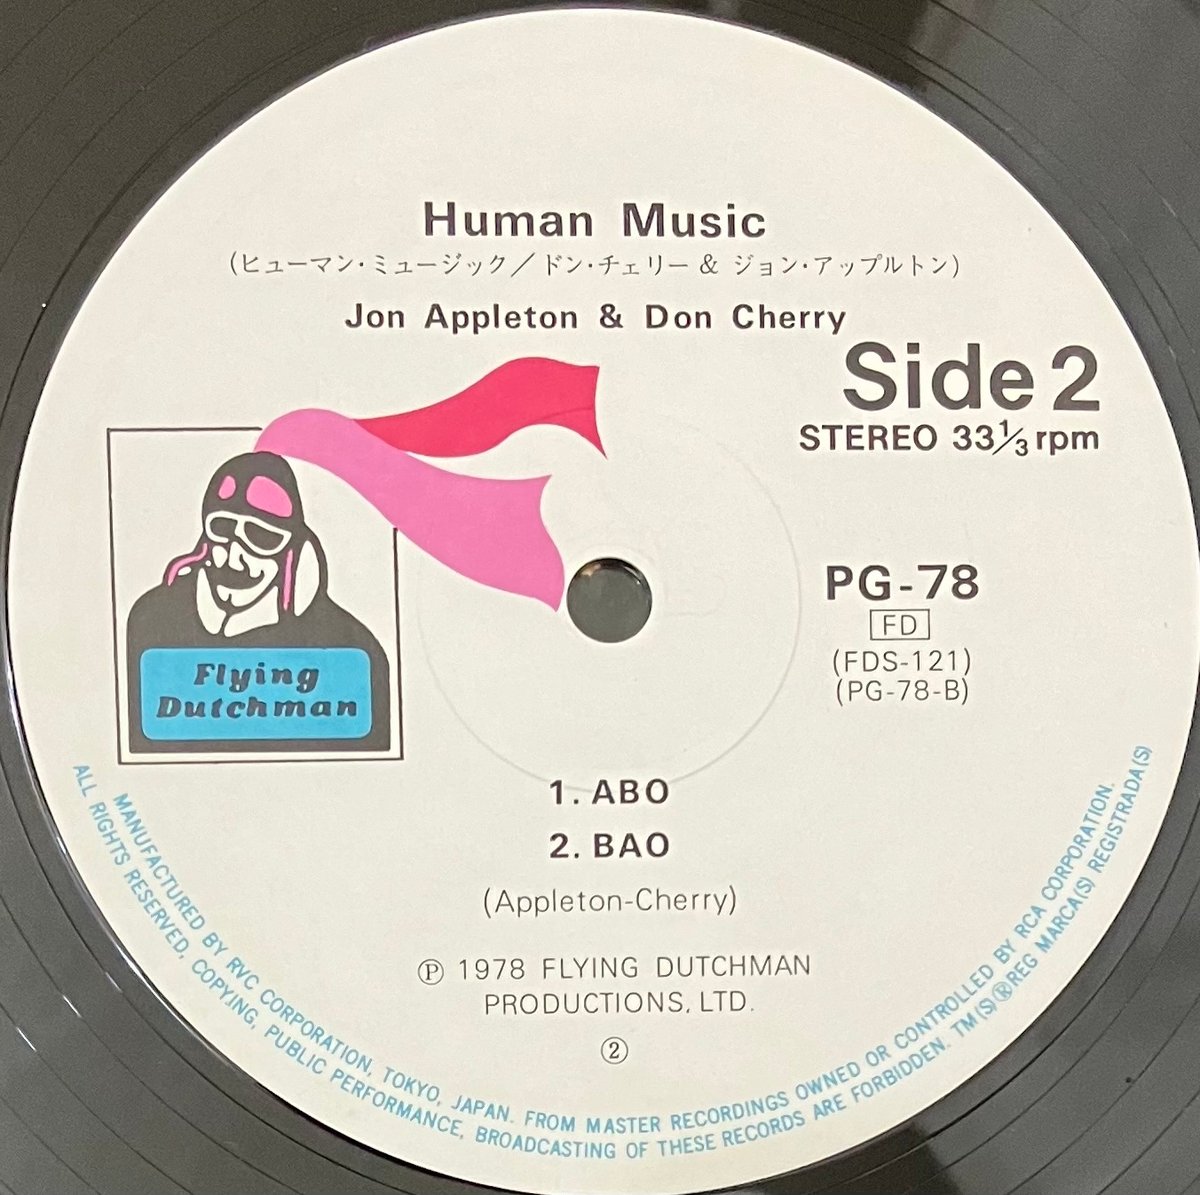 Human Music
(ヒューマン・ミュージック／ドン・チェリー & ジョン・アップルトン)
Jon Appleton & Don Cherry
Side 2
STEREO 33⅓ rpm
Flying
Dutchman
PG-78
FD
(FDS-121)
(PG-78-B)
1. ABO
2. BAO
(Appleton-Cherry)
Ⓟ 1978 FLYING DUTCHMAN
PRODUCTIONS, LTD.
②
MANUFACTURED BY RVC CORPORATION, TOKYO, JAPAN. FROM MASTER RECORDINGS OWNED OR CONTROLLED BY RCA CORPORATION.
ALL RIGHTS RESERVED, COPYING, PUBLIC PERFORMANCE, BROADCASTING OF THESE RECORDS ARE FORBIDDEN. TM(S)®REG MARCA(S) REGISTRADA(S)